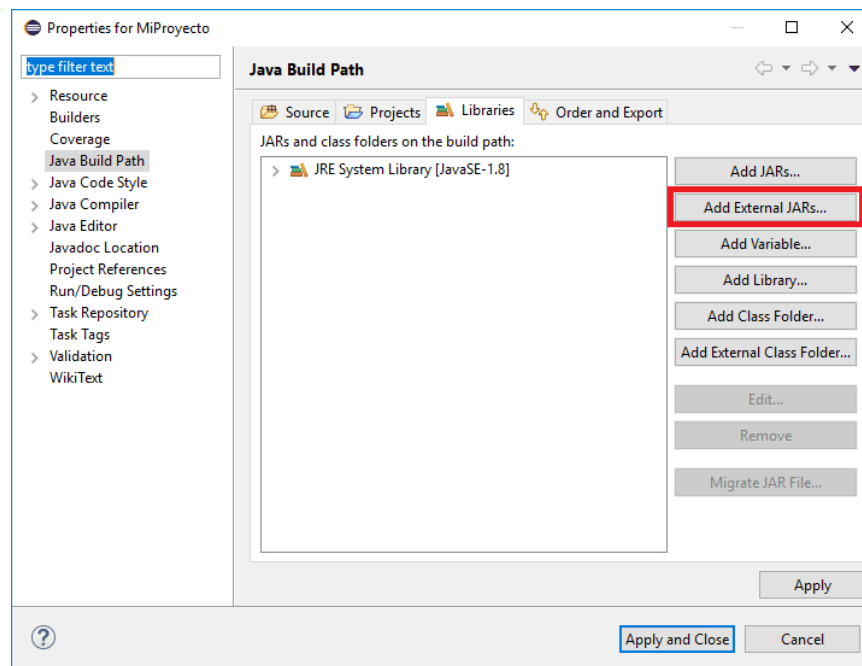 Properties for MiProyecto
type filter text
Resource
Builders
Coverage
Java Build Path
Java Code Style
Java Compiler
Java Editor
Javadoc Location
Project References
Run/Debug Settings
Task Repository
Task Tags
Validation
WikiText
Java Build Path
Source Projects Libraries Order and Export
JARs and class folders on the build path:
JRE System Library [JavaSE-1.8]
Add JARs...
Add External JARs...
Add Variable...
Add Library...
Add Class Folder...
Add External Class Folder...
Edit...
Remove
Migrate JAR File...
Apply
Apply and Close Cancel